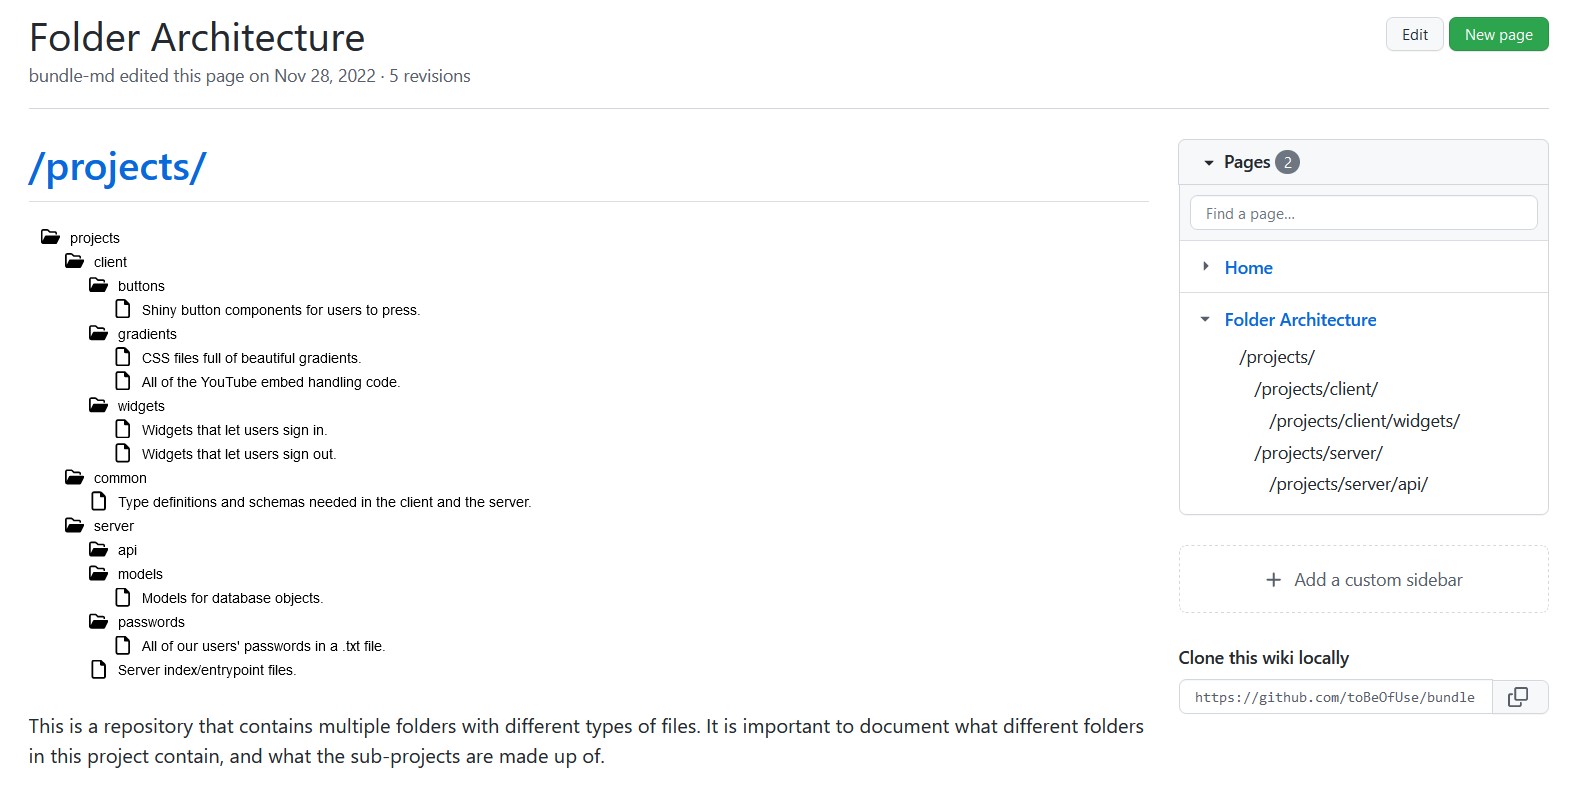 Folder Architecture
Edit
New page
bundle-md edited this page on Nov 28, 2022 · 5 revisions
/projects/
projects
client
buttons
Shiny button components for users to press.
gradients
CSS files full of beautiful gradients.
All of the YouTube embed handling code.
widgets
Widgets that let users sign in.
Widgets that let users sign out.
common
Type definitions and schemas needed in the client and the server.
server
api
models
Models for database objects.
passwords
All of our users' passwords in a .txt file.
Server index/entrypoint files.
This is a repository that contains multiple folders with different types of files. It is important to document what different folders
in this project contain, and what the sub-projects are made up of.
Pages 2
Find a page...
Home
Folder Architecture
/projects/
/projects/client/
/projects/client/widgets/
/projects/server/
/projects/server/api/
Add a custom sidebar
Clone this wiki locally
https://github.com/toBeOfUse/bundle